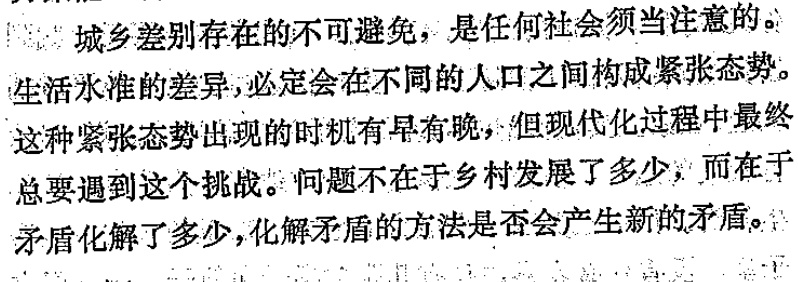 城乡差别存在的不可避免，是任何社会须当注意的。
生活水准的差异，必定会在不同的人口之间构成紧张态势。
这种紧张态势出现的时机有早有晚，但现代化过程中最终
总要遇到这个挑战。问题不在于乡村发展了多少，而在于
矛盾化解了多少，化解矛盾的方法是否会产生新的矛盾。